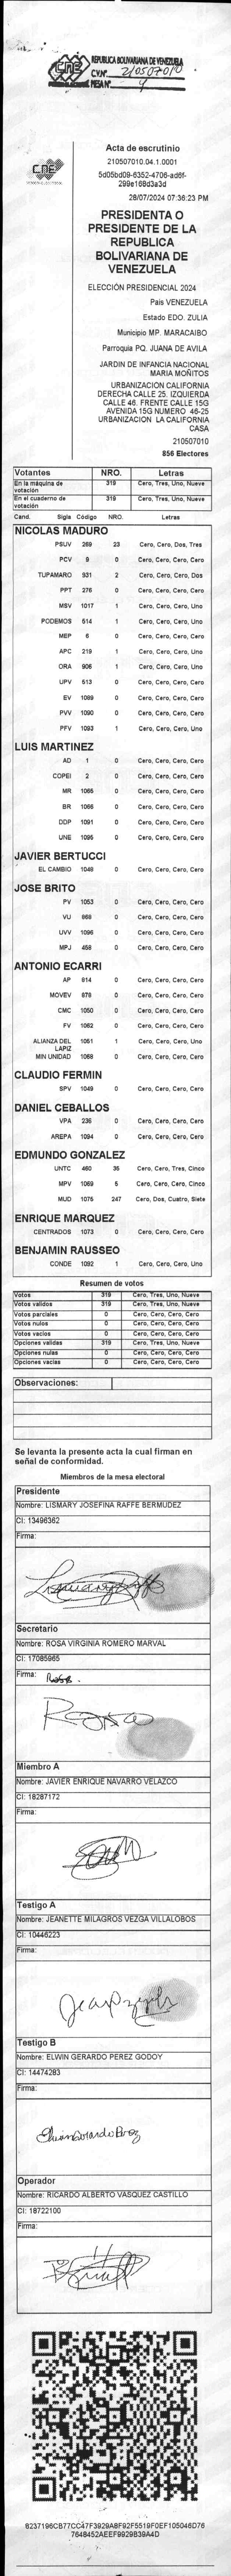 REPUBLICA BOLIVARIANA DE VENEZUELA
CNE
C.V.Nº 210507010
MESA Nº 4
CNE
Acta de escrutinio
210507010.04.1.0001
5d05bd09-6352-4706-ad6f-
299e168d3a3d
28/07/2024 07:36:23 PM
PRESIDENTA O
PRESIDENTE DE LA
REPUBLICA
BOLIVARIANA DE
VENEZUELA
ELECCIÓN PRESIDENCIAL 2024
País VENEZUELA
Estado EDO. ZULIA
Municipio MP. MARACAIBO
Parroquia PQ. JUANA DE AVILA
JARDIN DE INFANCIA NACIONAL
MARIA MOÑITOS
URBANIZACION CALIFORNIA
DERECHA CALLE 25. IZQUIERDA
CALLE 46. FRENTE CALLE 15G
AVENIDA 15G NUMERO 46-25
URBANIZACION LA CALIFORNIA
CASA
210507010
856 Electores
Votantes NRO. Letras
En la máquina de votación 319 Cero, Tres, Uno, Nueve
En el cuaderno de votación 319 Cero, Tres, Uno, Nueve
Cand. Sigla Código NRO. Letras
NICOLAS MADURO
PSUV 269 23 Cero, Cero, Dos, Tres
PCV 9 0 Cero, Cero, Cero, Cero
TUPAMARO 931 2 Cero, Cero, Cero, Dos
PPT 276 0 Cero, Cero, Cero, Cero
MSV 1017 1 Cero, Cero, Cero, Uno
PODEMOS 514 1 Cero, Cero, Cero, Uno
MEP 6 0 Cero, Cero, Cero, Cero
APC 219 1 Cero, Cero, Cero, Uno
ORA 906 1 Cero, Cero, Cero, Uno
UPV 513 0 Cero, Cero, Cero, Cero
EV 1089 0 Cero, Cero, Cero, Cero
PVV 1090 0 Cero, Cero, Cero, Cero
PFV 1093 1 Cero, Cero, Cero, Uno
LUIS MARTINEZ
AD 1 0 Cero, Cero, Cero, Cero
COPEI 2 0 Cero, Cero, Cero, Cero
MR 1065 0 Cero, Cero, Cero, Cero
BR 1066 0 Cero, Cero, Cero, Cero
DDP 1091 0 Cero, Cero, Cero, Cero
UNE 1095 0 Cero, Cero, Cero, Cero
JAVIER BERTUCCI
EL CAMBIO 1048 0 Cero, Cero, Cero, Cero
JOSE BRITO
PV 1053 0 Cero, Cero, Cero, Cero
VU 868 0 Cero, Cero, Cero, Cero
UVV 1096 0 Cero, Cero, Cero, Cero
MPJ 458 0 Cero, Cero, Cero, Cero
ANTONIO ECARRI
AP 814 0 Cero, Cero, Cero, Cero
MOVEV 878 0 Cero, Cero, Cero, Cero
CMC 1050 0 Cero, Cero, Cero, Cero
FV 1062 0 Cero, Cero, Cero, Cero
ALIANZA DEL LAPIZ 1051 1 Cero, Cero, Cero, Uno
MIN UNIDAD 1068 0 Cero, Cero, Cero, Cero
CLAUDIO FERMIN
SPV 1049 0 Cero, Cero, Cero, Cero
DANIEL CEBALLOS
VPA 236 0 Cero, Cero, Cero, Cero
AREPA 1094 0 Cero, Cero, Cero, Cero
EDMUNDO GONZALEZ
UNTC 460 35 Cero, Cero, Tres, Cinco
MPV 1069 5 Cero, Cero, Cero, Cinco
MUD 1075 247 Cero, Dos, Cuatro, Siete
ENRIQUE MARQUEZ
CENTRADOS 1073 0 Cero, Cero, Cero, Cero
BENJAMIN RAUSSEO
CONDE 1092 1 Cero, Cero, Cero, Uno
Resumen de votos
Votos 319 Cero, Tres, Uno, Nueve
Votos validos 319 Cero, Tres, Uno, Nueve
Votos parciales 0 Cero, Cero, Cero, Cero
Votos nulos 0 Cero, Cero, Cero, Cero
Votos vacios 0 Cero, Cero, Cero, Cero
Opciones validas 319 Cero, Tres, Uno, Nueve
Opciones nulas 0 Cero, Cero, Cero, Cero
Opciones vacias 0 Cero, Cero, Cero, Cero
Observaciones:
Se levanta la presente acta la cual firman en
señal de conformidad.
Miembros de la mesa electoral
Presidente
Nombre: LISMARY JOSEFINA RAFFE BERMUDEZ
CI: 13496362
Firma:
Secretario
Nombre: ROSA VIRGINIA ROMERO MARVAL
CI: 17085965
Firma:
Miembro A
Nombre: JAVIER ENRIQUE NAVARRO VELAZCO
CI: 18287172
Firma:
Testigo A
Nombre: JEANETTE MILAGROS VEZGA VILLALOBOS
CI: 10446223
Firma:
Testigo B
Nombre: ELWIN GERARDO PEREZ GODOY
CI: 14474283
Firma:
Elwin Gerardo Perez
Operador
Nombre: RICARDO ALBERTO VASQUEZ CASTILLO
CI: 18722100
Firma:
8237196CB77CC47F3929A8F92F5519F0EF105046D76
7648452AEEF9929B39A4D